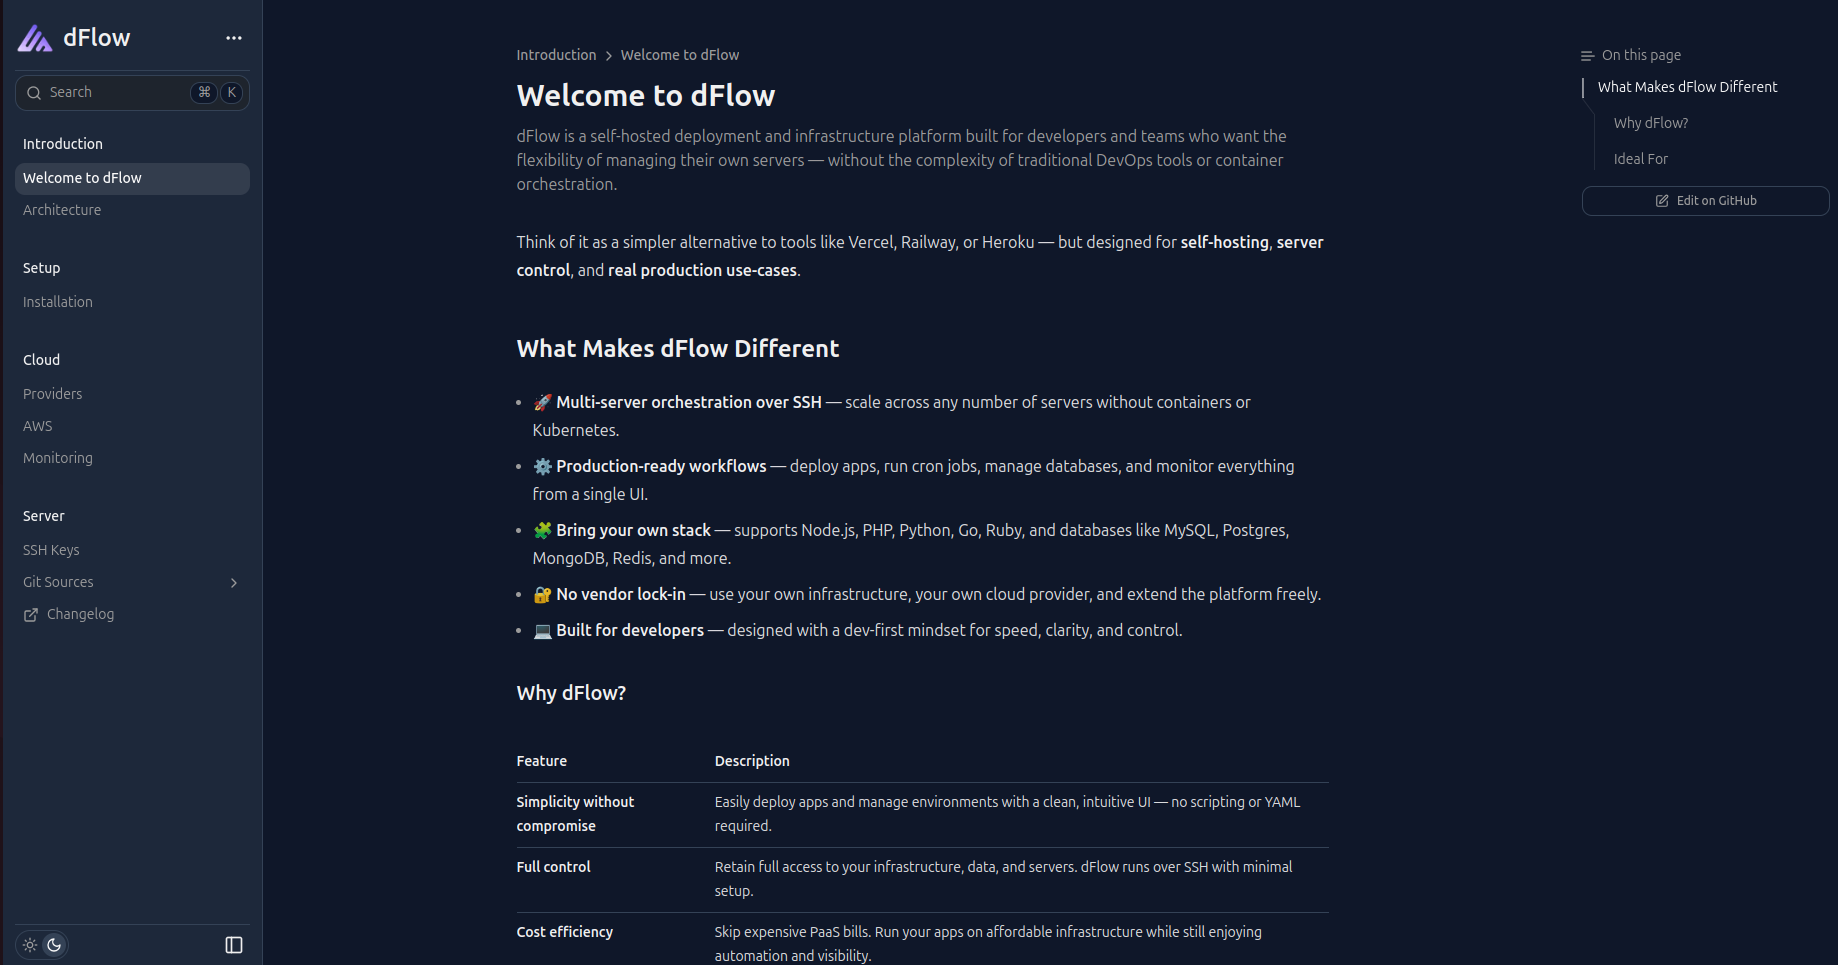 dFlow
Search ⌘ K
Introduction
Welcome to dFlow
Architecture
Setup
Installation
Cloud
Providers
AWS
Monitoring
Server
SSH Keys
Git Sources
Changelog
Introduction > Welcome to dFlow
Welcome to dFlow
dFlow is a self-hosted deployment and infrastructure platform built for developers and teams who want the
flexibility of managing their own servers — without the complexity of traditional DevOps tools or container
orchestration.
Think of it as a simpler alternative to tools like Vercel, Railway, or Heroku — but designed for self-hosting, server
control, and real production use-cases.
What Makes dFlow Different
• 🚀 Multi-server orchestration over SSH — scale across any number of servers without containers or
Kubernetes.
• ⚙️ Production-ready workflows — deploy apps, run cron jobs, manage databases, and monitor everything
from a single UI.
• 🧩 Bring your own stack — supports Node.js, PHP, Python, Go, Ruby, and databases like MySQL, Postgres,
MongoDB, Redis, and more.
• 🔐 No vendor lock-in — use your own infrastructure, your own cloud provider, and extend the platform freely.
• 💻 Built for developers — designed with a dev-first mindset for speed, clarity, and control.
Why dFlow?
Feature Description
Simplicity without
compromise
Easily deploy apps and manage environments with a clean, intuitive UI — no scripting or YAML
required.
Full control
Retain full access to your infrastructure, data, and servers. dFlow runs over SSH with minimal
setup.
Cost efficiency
Skip expensive PaaS bills. Run your apps on affordable infrastructure while still enjoying
automation and visibility.
On this page
What Makes dFlow Different
Why dFlow?
Ideal For
Edit on GitHub